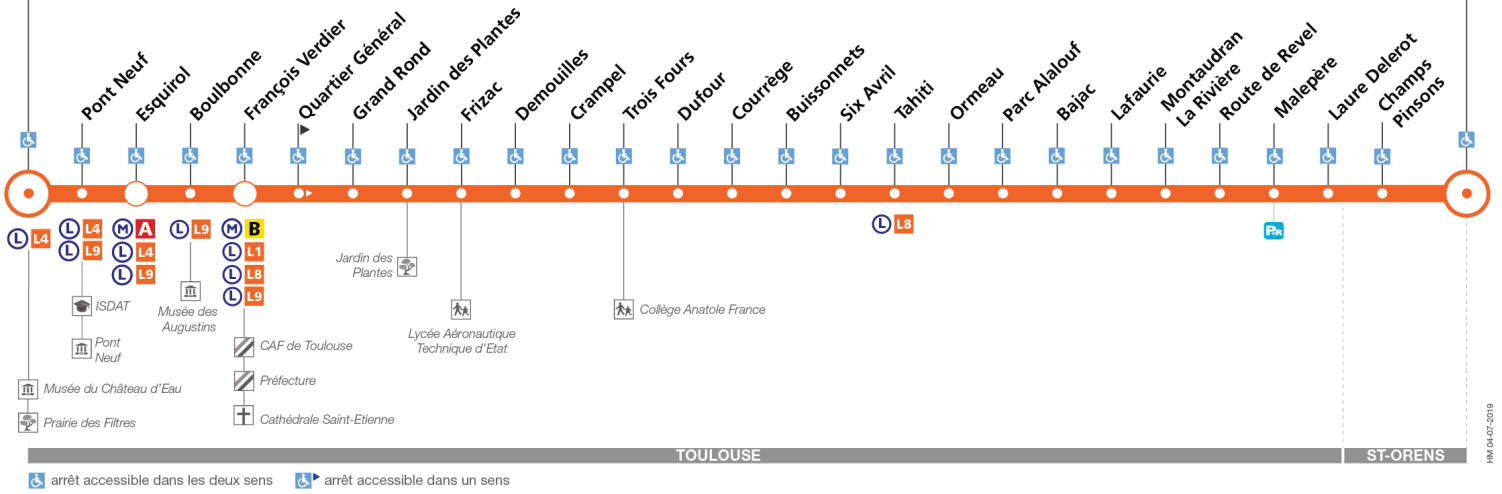 Pont Neuf
Esquirol
Boulbonne
François Verdier
Quartier Général
Grand Rond
Jardin des Plantes
Frizac
Demouilles
Crampel
Trois Fours
Dufour
Courrège
Buissonnets
Six Avril
Tahiti
Ormeau
Parc Alalouf
Bajac
Lafaurie
Montaudran
La Rivière
Route de Revel
Malepère
Laure Delerot
Champs
Pinsons
L L4
L L4
L L9
M A
L L4
L L9
L L9
M B
L L1
L L8
L L9
L L8
P+R
ISDAT
Pont
Neuf
Musée du Château d'Eau
Prairie des Filtres
Musée des
Augustins
CAF de Toulouse
Préfecture
Cathédrale Saint-Etienne
Jardin des
Plantes
Lycée Aéronautique
Technique d'Etat
Collège Anatole France
TOULOUSE
ST-ORENS
arrêt accessible dans les deux sens
arrêt accessible dans un sens
HM 04-07-2019